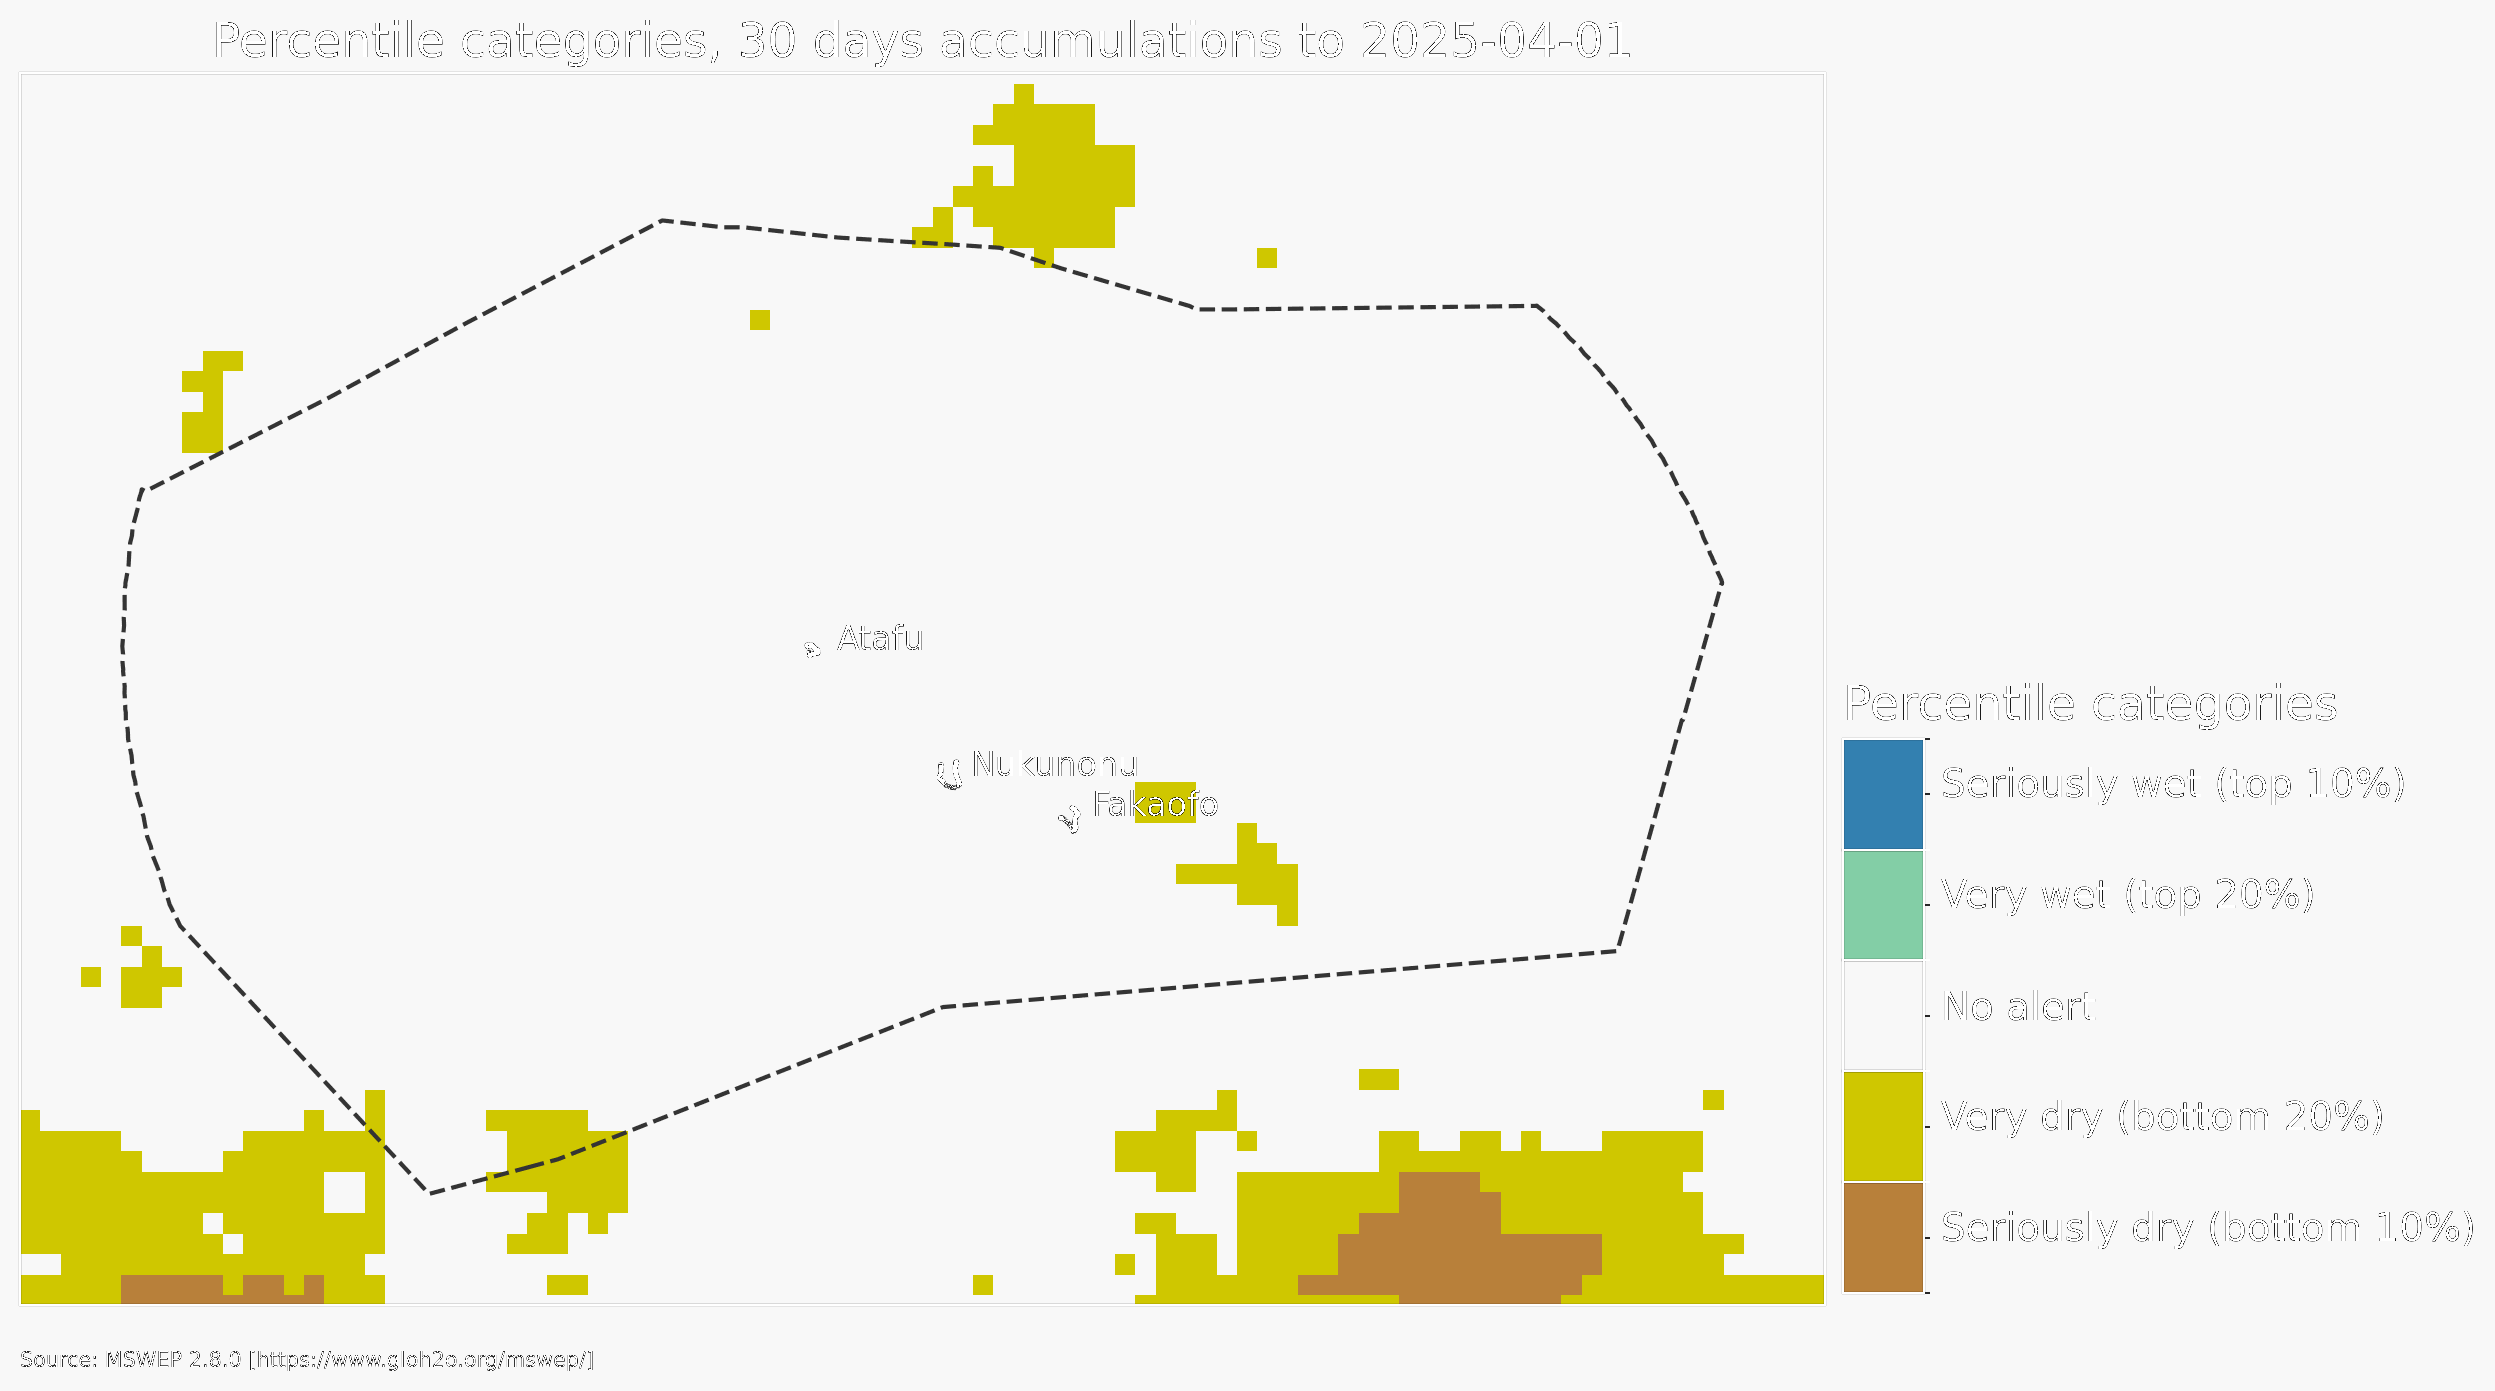 Percentile categories, 30 days accumulations to 2025-04-01
Atafu
Nukunonu
Fakaofo
Percentile categories
Seriously wet (top 10%)
Very wet (top 20%)
No alert
Very dry (bottom 20%)
Seriously dry (bottom 10%)
Source: MSWEP 2.8.0 [https://www.gloh2o.org/mswep/]